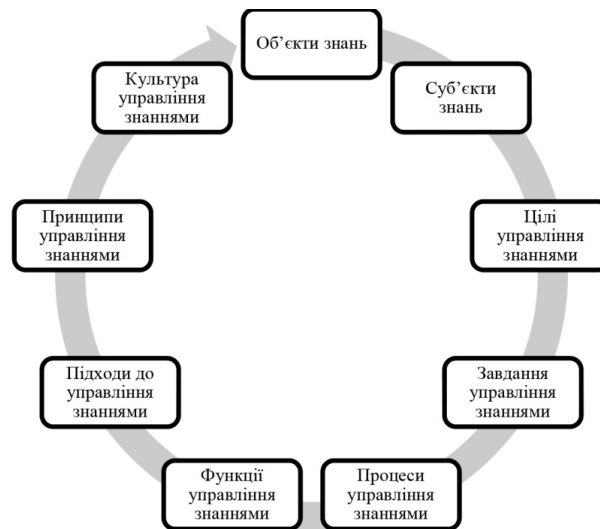 Об’єкти знань
Суб’єкти
знань
Цілі
управління
знаннями
Завдання
управління
знаннями
Процеси
управління
знаннями
Функції
управління
знаннями
Підходи до
управління
знаннями
Принципи
управління
знаннями
Культура
управління
знаннями